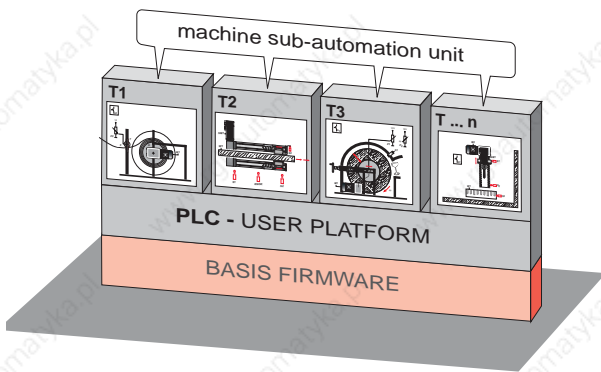 machine sub-automation unit
T1
T2
T3
T ... n
PLC - USER PLATFORM
BASIS FIRMWARE